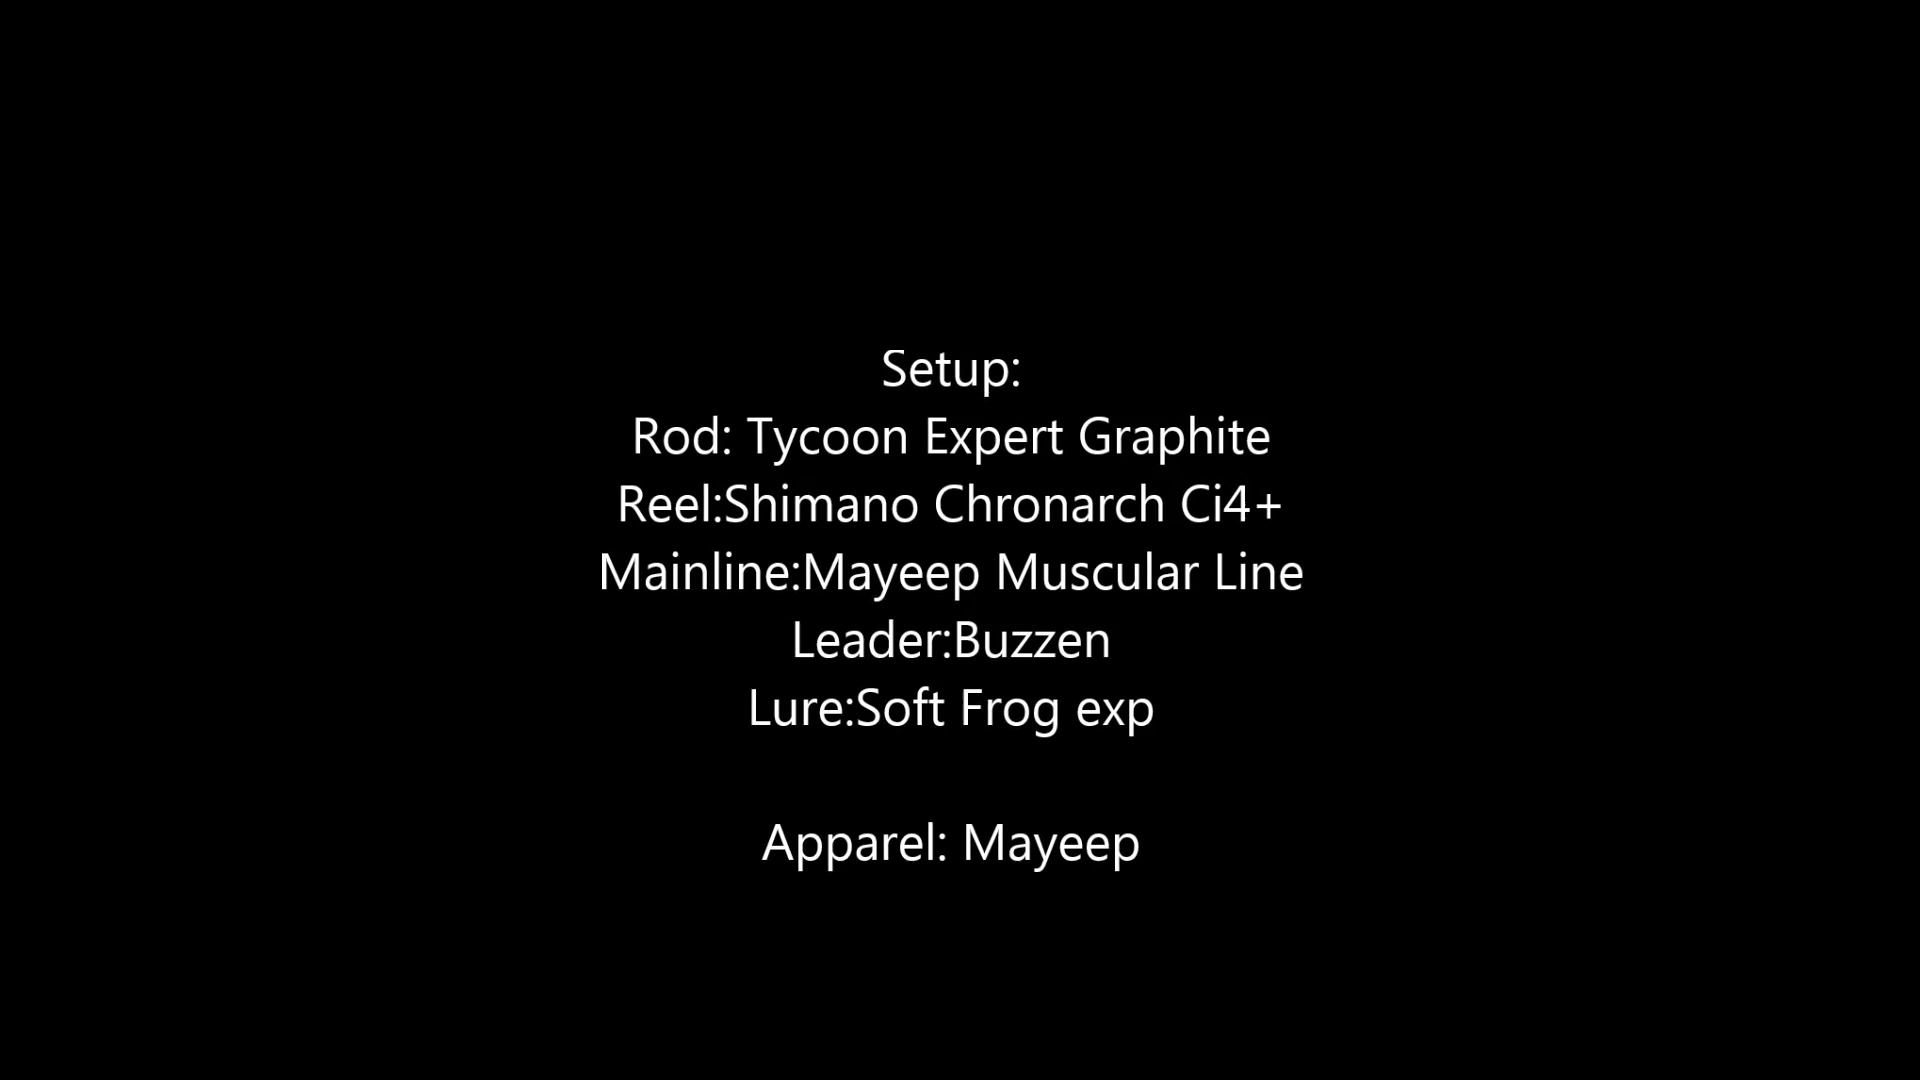 Setup:
Rod: Tycoon Expert Graphite
Reel:Shimano Chronarch Ci4+
Mainline:Mayeep Muscular Line
Leader:Buzzen
Lure:Soft Frog exp
Apparel: Mayeep